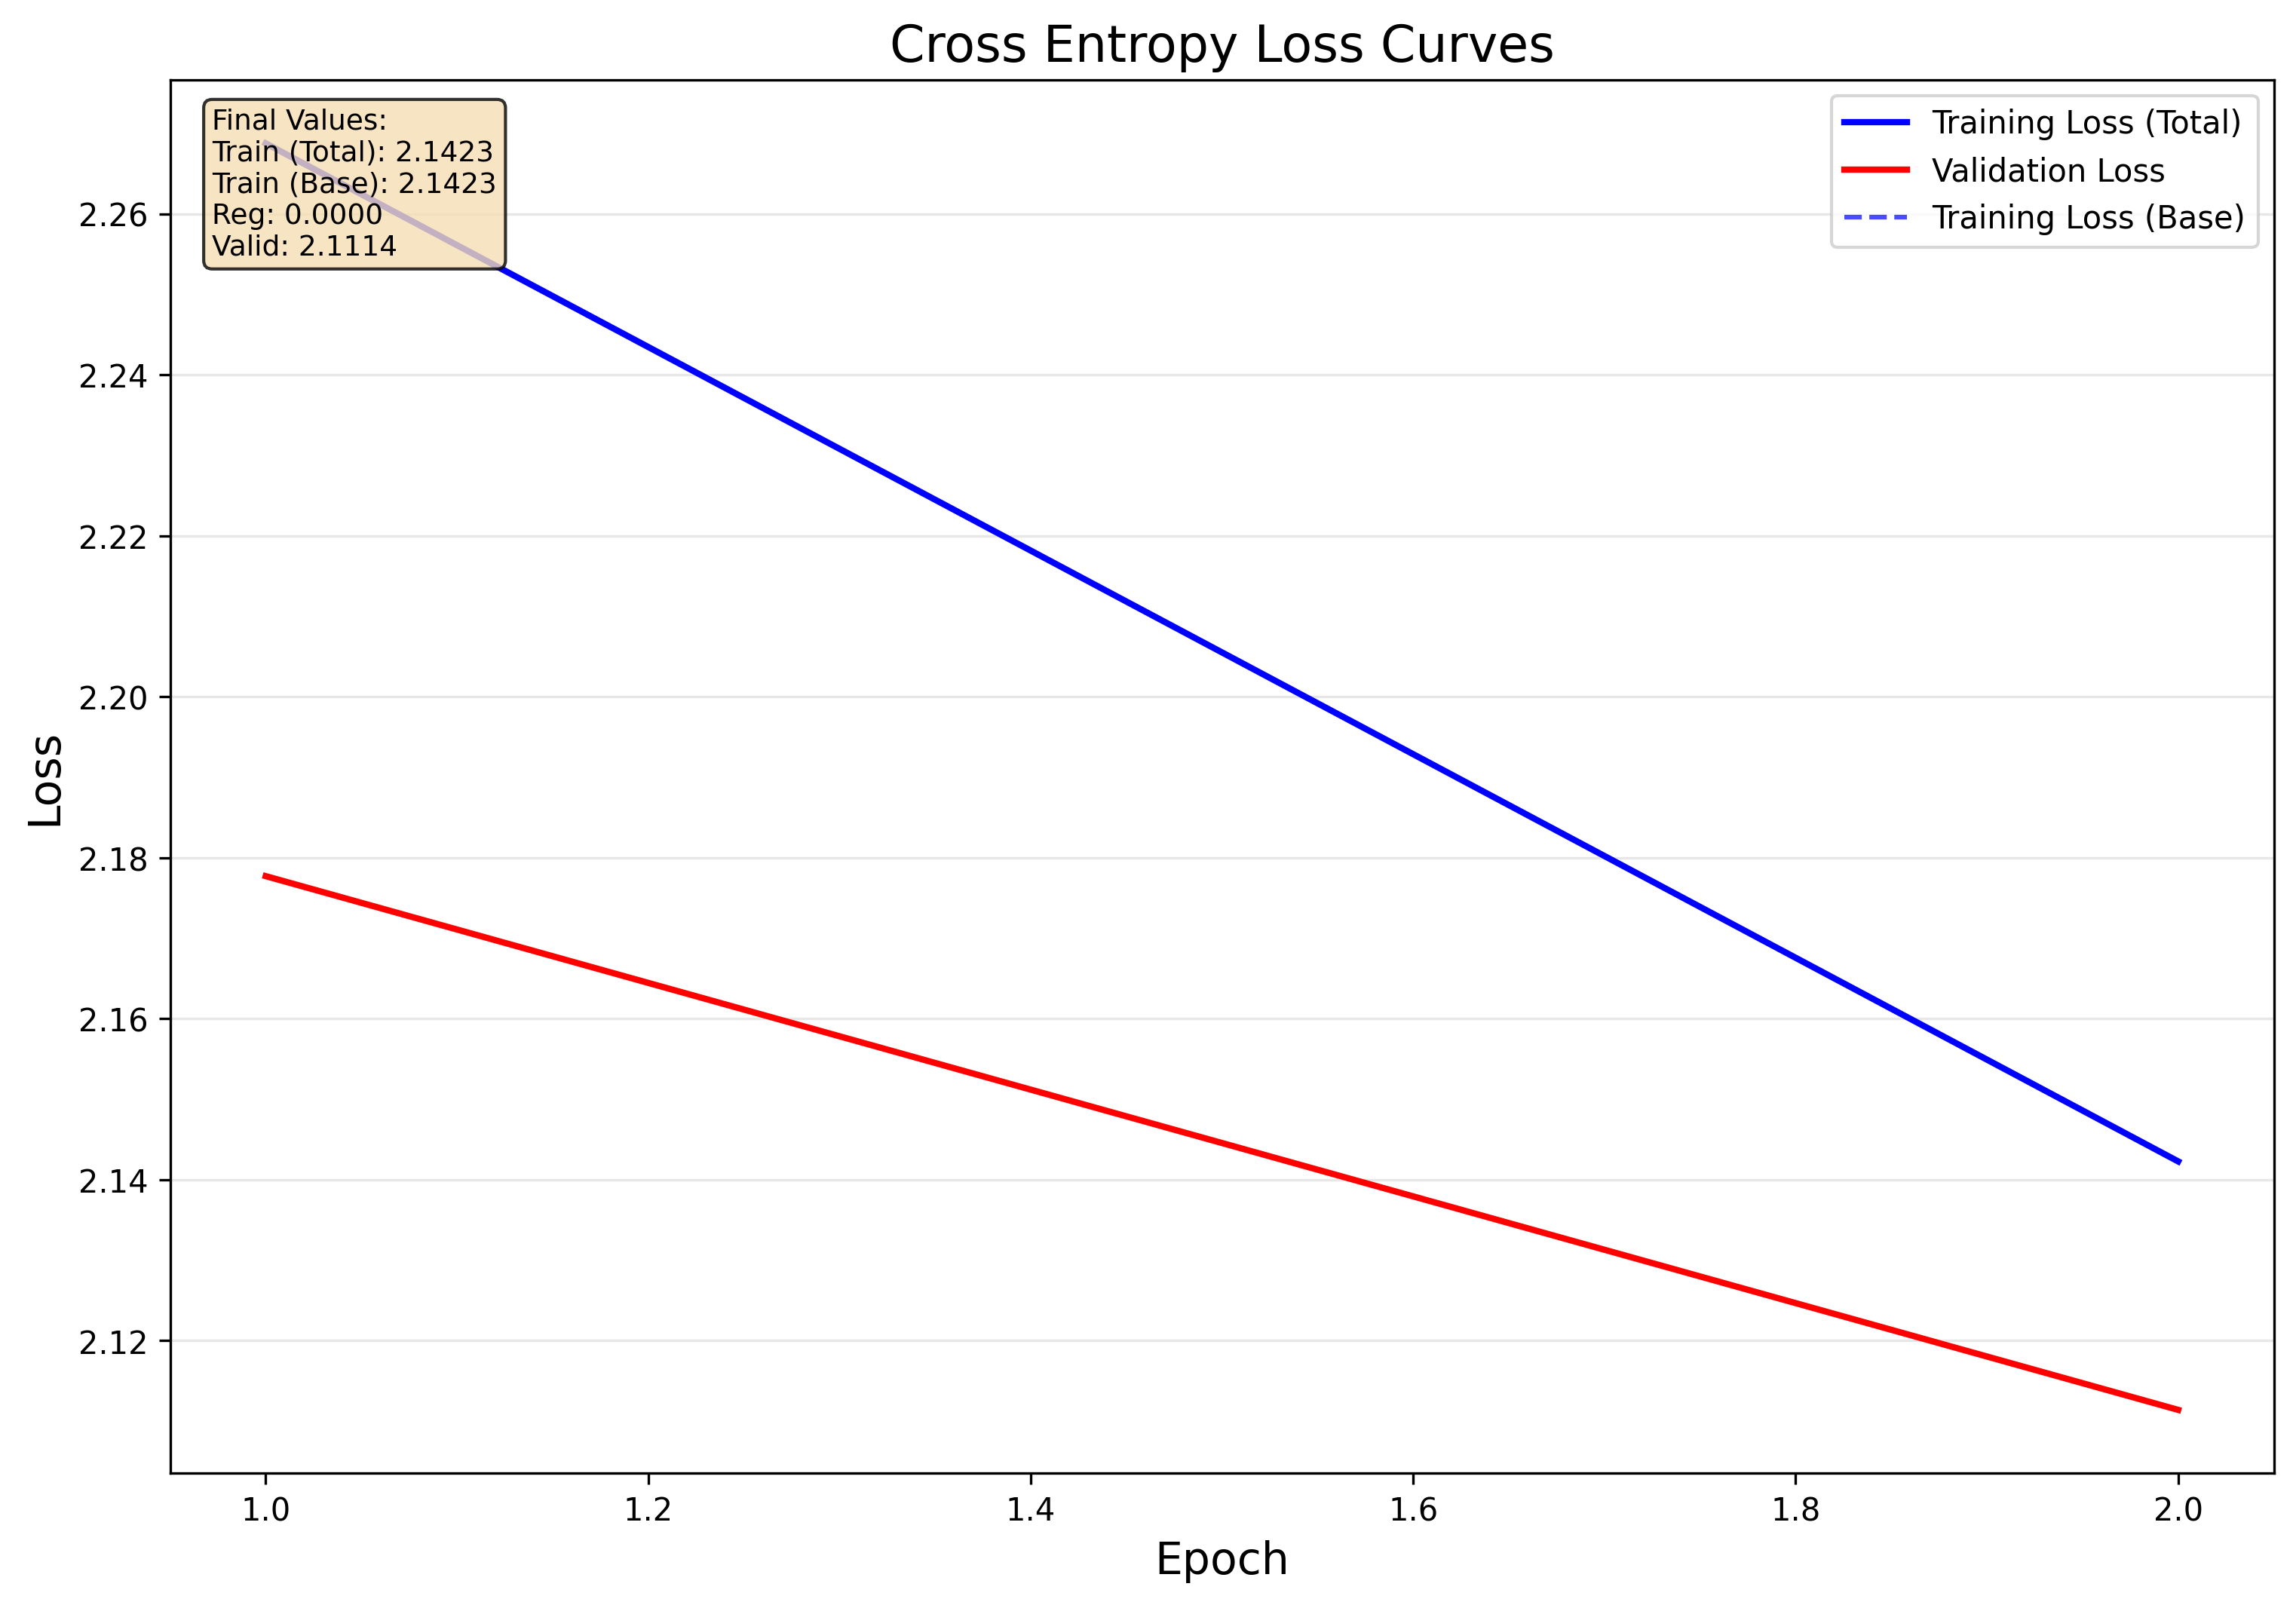 Cross Entropy Loss Curves
Final Values:
Train (Total): 2.1423
Train (Base): 2.1423
Reg: 0.0000
Valid: 2.1114
Training Loss (Total)
Validation Loss
Training Loss (Base)
Loss
2.26
2.24
2.22
2.20
2.18
2.16
2.14
2.12
1.0 1.2 1.4 1.6 1.8 2.0
Epoch